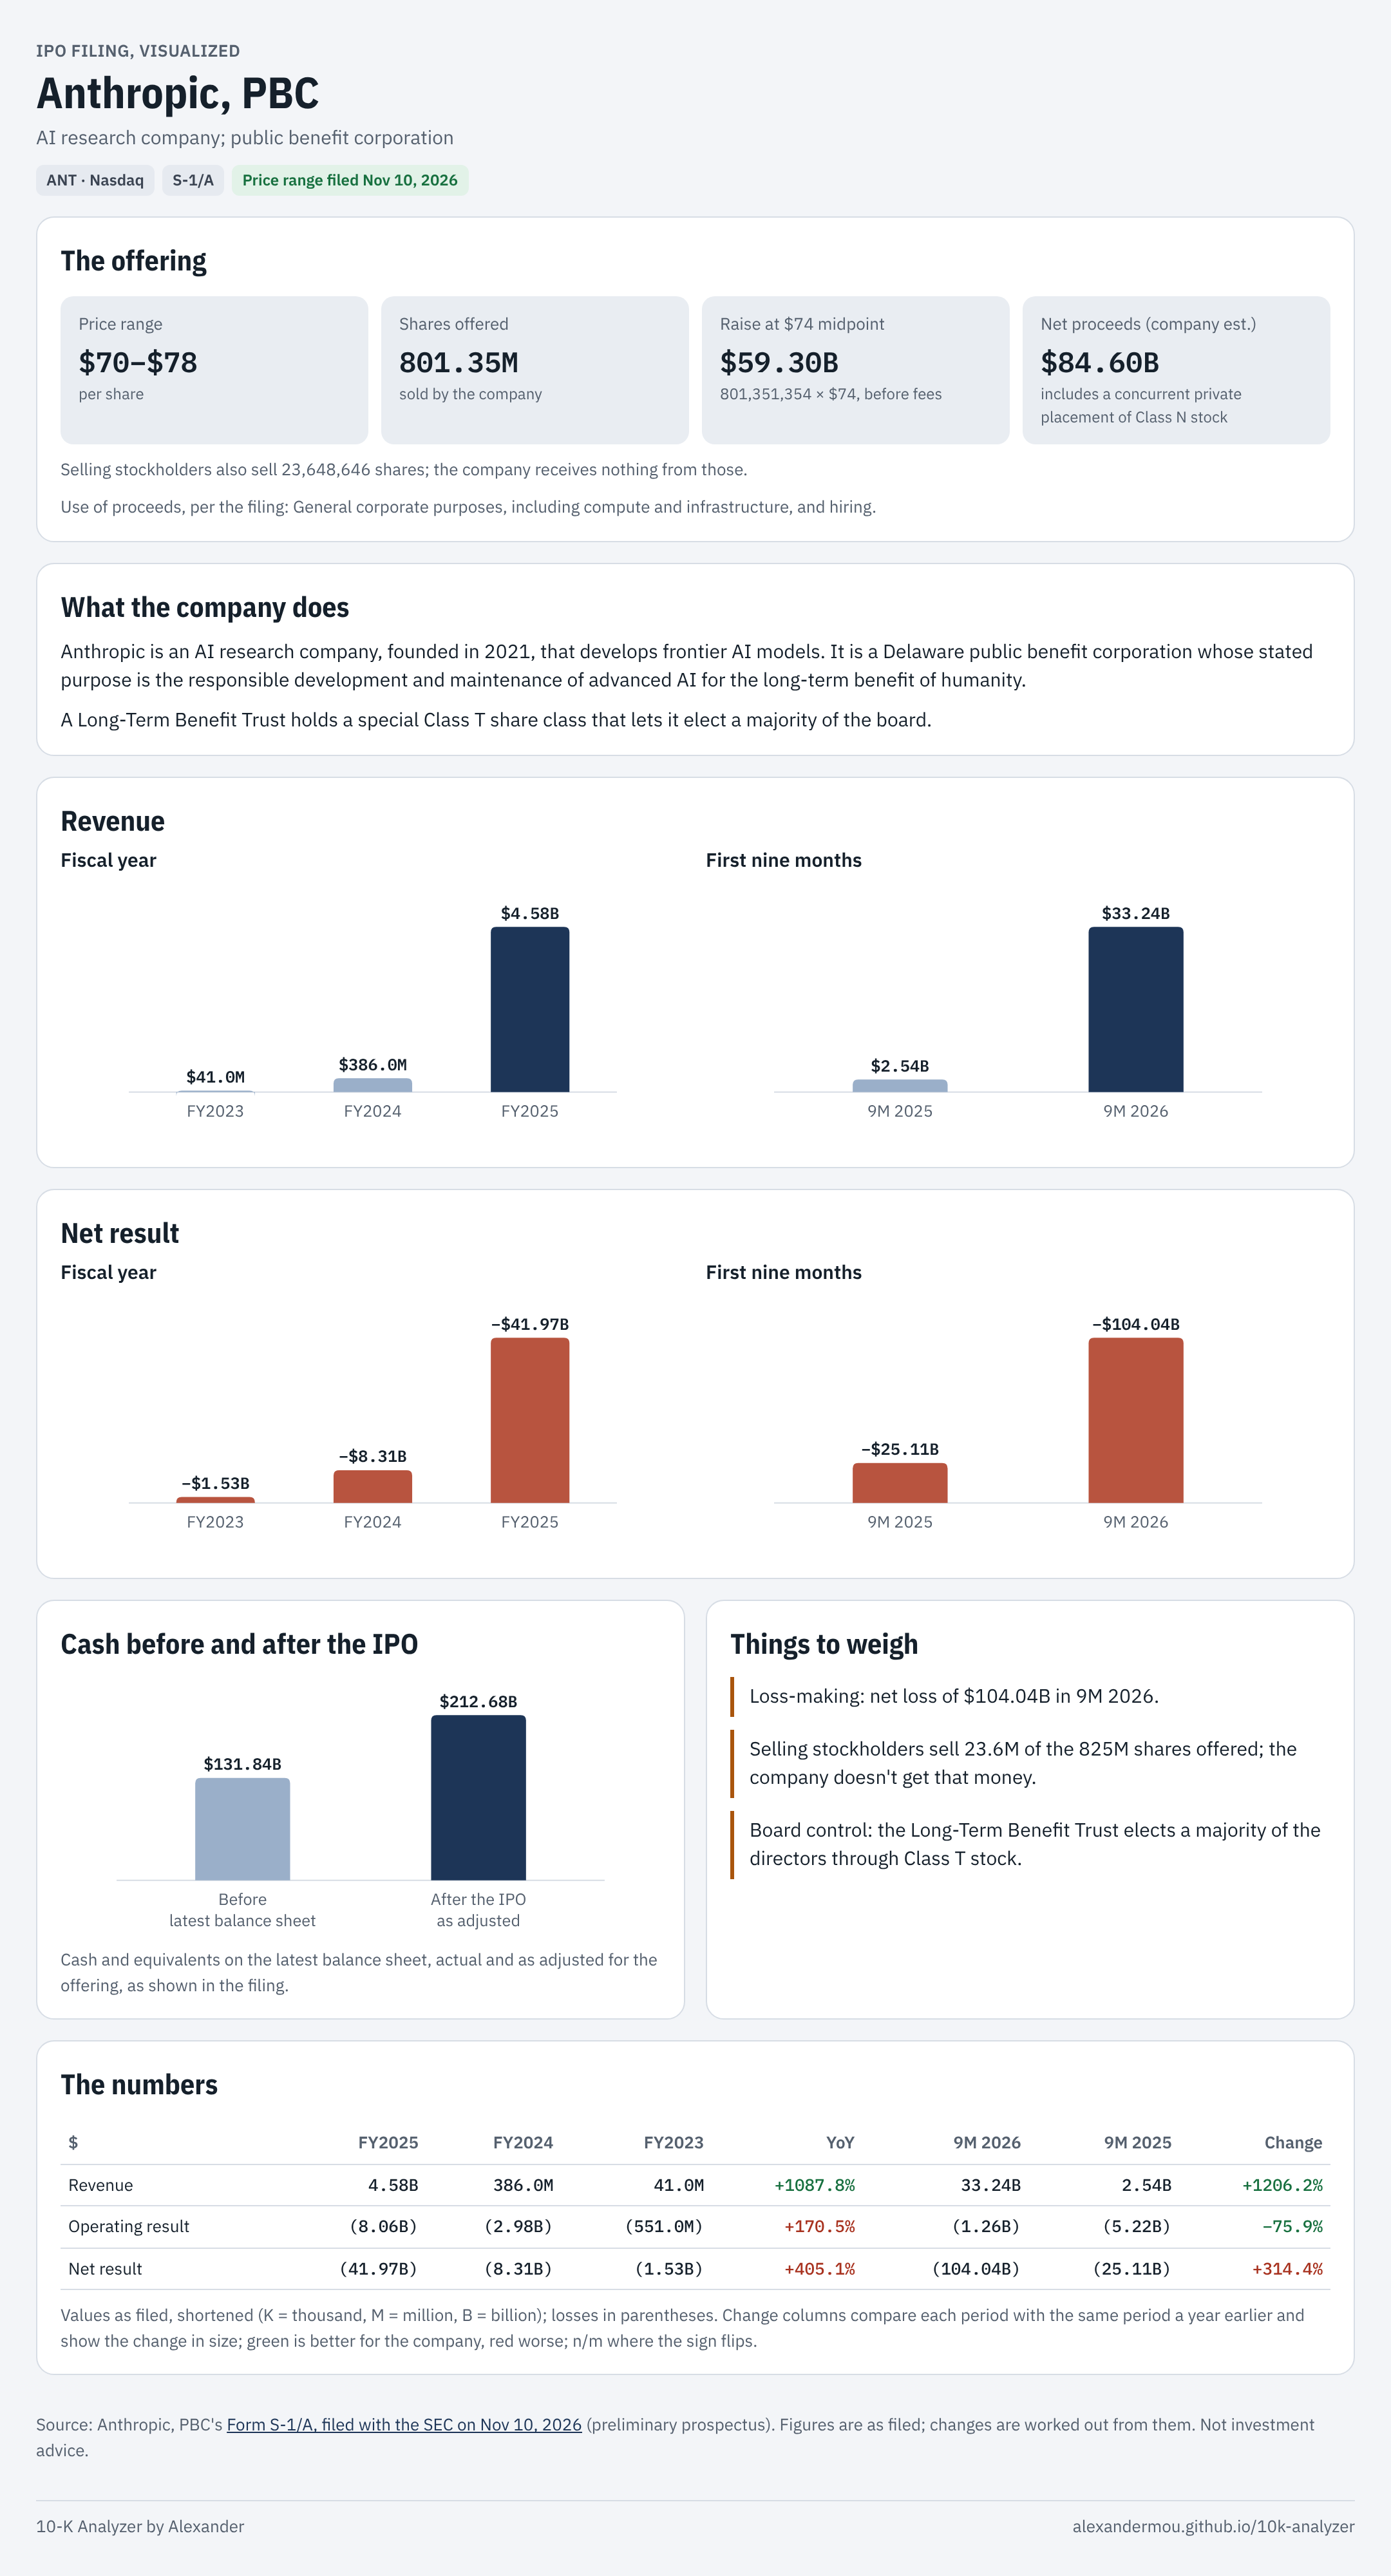 IPO FILING, VISUALIZED
Anthropic, PBC
AI research company; public benefit corporation
ANT · Nasdaq
S-1/A
Price range filed Nov 10, 2026
The offering
Price range
$70–$78
per share
Shares offered
801.35M
sold by the company
Raise at $74 midpoint
$59.30B
801,351,354 × $74, before fees
Net proceeds (company est.)
$84.60B
includes a concurrent private
placement of Class N stock
Selling stockholders also sell 23,648,646 shares; the company receives nothing from those.
Use of proceeds, per the filing: General corporate purposes, including compute and infrastructure, and hiring.
What the company does
Anthropic is an AI research company, founded in 2021, that develops frontier AI models. It is a Delaware public benefit corporation whose stated
purpose is the responsible development and maintenance of advanced AI for the long-term benefit of humanity.
A Long-Term Benefit Trust holds a special Class T share class that lets it elect a majority of the board.
Revenue
Fiscal year
$41.0M
$386.0M
$4.58B
FY2023
FY2024
FY2025
First nine months
$2.54B
$33.24B
9M 2025
9M 2026
Net result
Fiscal year
−$1.53B
−$8.31B
−$41.97B
FY2023
FY2024
FY2025
First nine months
−$25.11B
−$104.04B
9M 2025
9M 2026
Cash before and after the IPO
$131.84B
$212.68B
Before
latest balance sheet
After the IPO
as adjusted
Cash and equivalents on the latest balance sheet, actual and as adjusted for the
offering, as shown in the filing.
Things to weigh
Loss-making: net loss of $104.04B in 9M 2026.
Selling stockholders sell 23.6M of the 825M shares offered; the
company doesn't get that money.
Board control: the Long-Term Benefit Trust elects a majority of the
directors through Class T stock.
The numbers
$ FY2025 FY2024 FY2023 YoY 9M 2026 9M 2025 Change
Revenue 4.58B 386.0M 41.0M +1087.8% 33.24B 2.54B +1206.2%
Operating result (8.06B) (2.98B) (551.0M) +170.5% (1.26B) (5.22B) −75.9%
Net result (41.97B) (8.31B) (1.53B) +405.1% (104.04B) (25.11B) +314.4%
Values as filed, shortened (K = thousand, M = million, B = billion); losses in parentheses. Change columns compare each period with the same period a year earlier and
show the change in size; green is better for the company, red worse; n/m where the sign flips.
Source: Anthropic, PBC's Form S-1/A, filed with the SEC on Nov 10, 2026 (preliminary prospectus). Figures are as filed; changes are worked out from them. Not investment
advice.
10-K Analyzer by Alexander
alexandermou.github.io/10k-analyzer